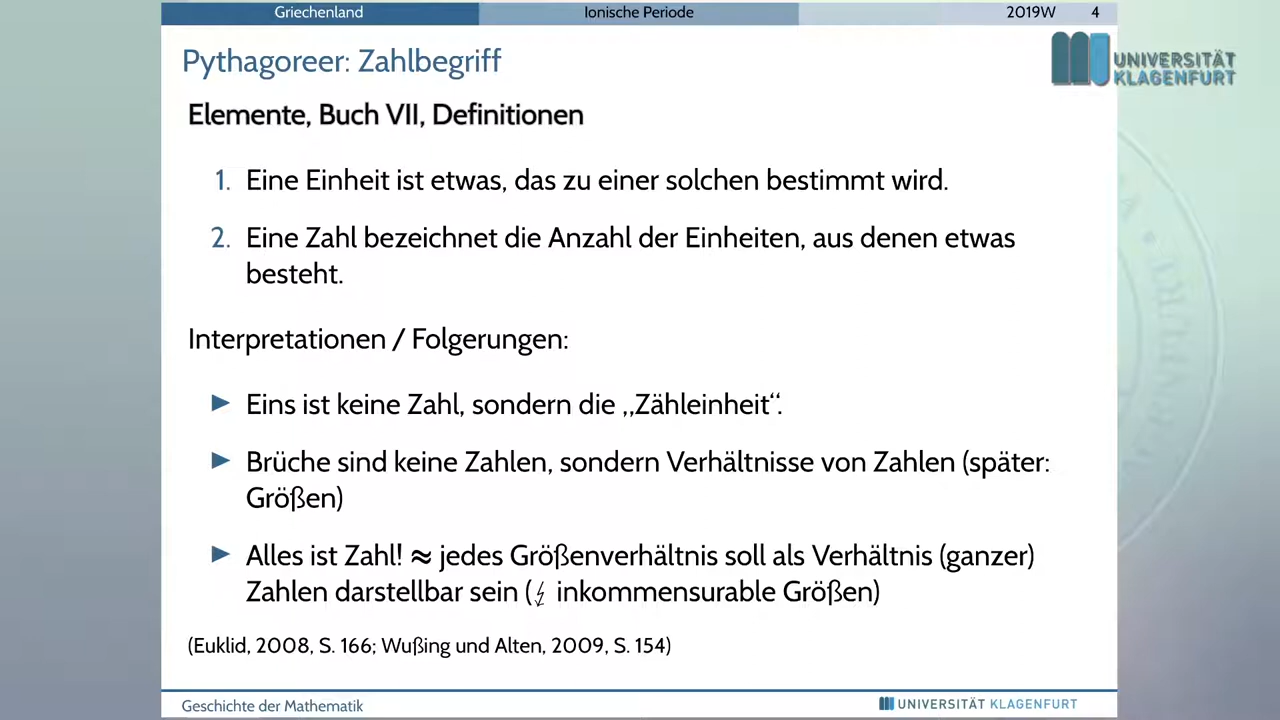 Griechenland Ionische Periode 2019W 4
Pythagoreer: Zahlbegriff
UNIVERSITÄT
KLAGENFURT
Elemente, Buch VII, Definitionen
1. Eine Einheit ist etwas, das zu einer solchen bestimmt wird.
2. Eine Zahl bezeichnet die Anzahl der Einheiten, aus denen etwas
besteht.
Interpretationen / Folgerungen:
▶ Eins ist keine Zahl, sondern die „Zähleinheit“.
▶ Brüche sind keine Zahlen, sondern Verhältnisse von Zahlen (später:
Größen)
▶ Alles ist Zahl! ≈ jedes Größenverhältnis soll als Verhältnis (ganzer)
Zahlen darstellbar sein (↯ inkommensurable Größen)
(Euklid, 2008, S. 166; Wußing und Alten, 2009, S. 154)
Geschichte der Mathematik UNIVERSITÄT KLAGENFURT